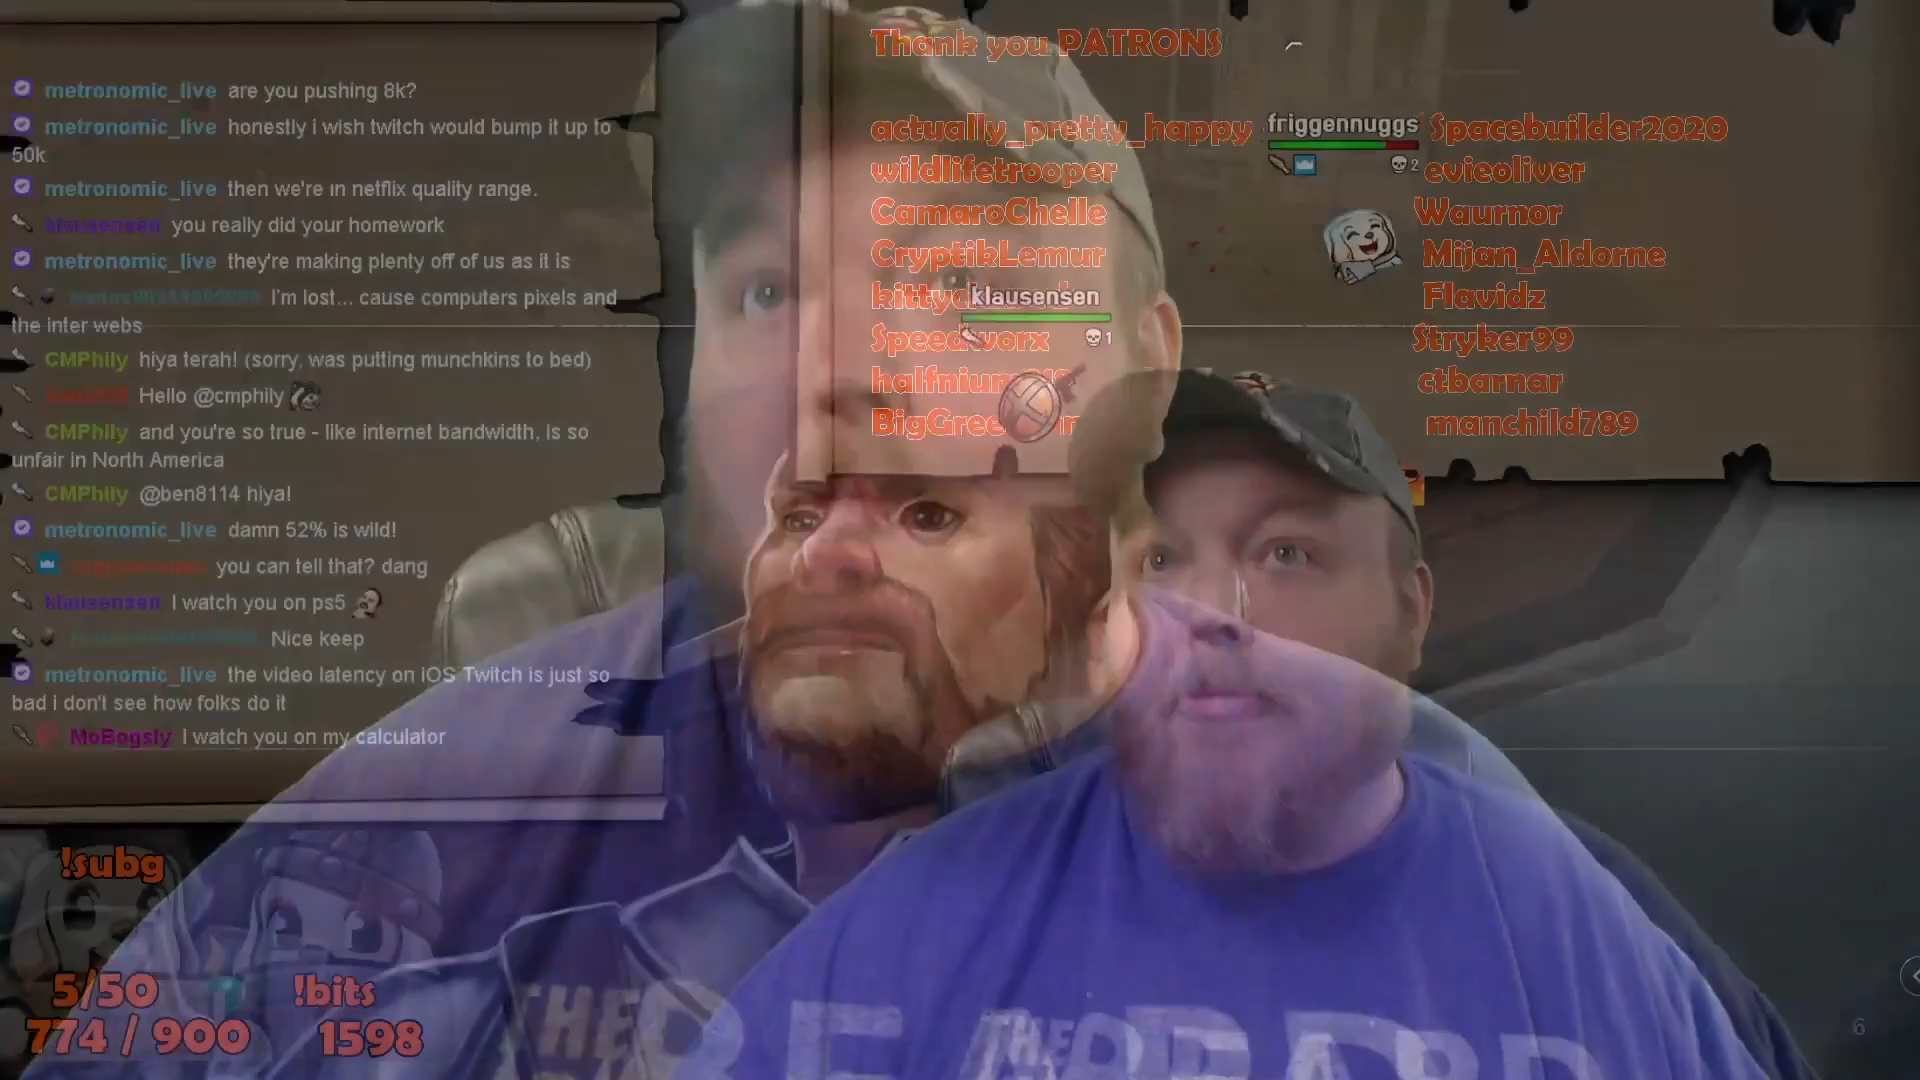 Thank you PATRONS
metronomic_live are you pushing 8k?
metronomic_live honestly i wish twitch would bump it up to
50k
metronomic_live then we're in netflix quality range.
klausensen you really did your homework
metronomic_live they're making plenty off of us as it is
I'm lost... cause computers pixels and
the inter webs
CMPhily hiya terah! (sorry, was putting munchkins to bed)
Hello @cmphily
CMPhily and you're so true - like internet bandwidth, is so
unfair in North America
CMPhily @ben8114 hiya!
metronomic_live damn 52% is wild!
you can tell that? dang
klausensen I watch you on ps5
Nice keep
metronomic_live the video latency on iOS Twitch is just so
bad i don't see how folks do it
MoBogsly I watch you on my calculator
actually_pretty_happy
wildlifetrooper
CamaroChelle
CryptikLemur
klausensen
1
friggennuggs
2
Spacebuilder2020
evieoliver
Waurnor
Mijan_Aldorne
Flavidz
Stryker99
ctbarnar
manchild789
!subg
5/50
774 / 900
!bits
1598
THE
THE BEARD
6